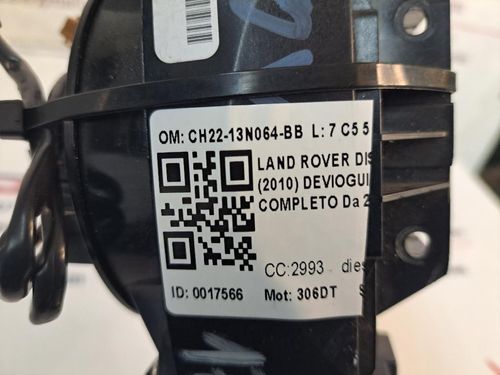 OM: CH22-13N064-BB L: 7 C5 5
LAND ROVER DIS
(2010) DEVIOGUI
COMPLETO Da 2
CC:2993 dies
ID: 0017566 Mot: 306DT S